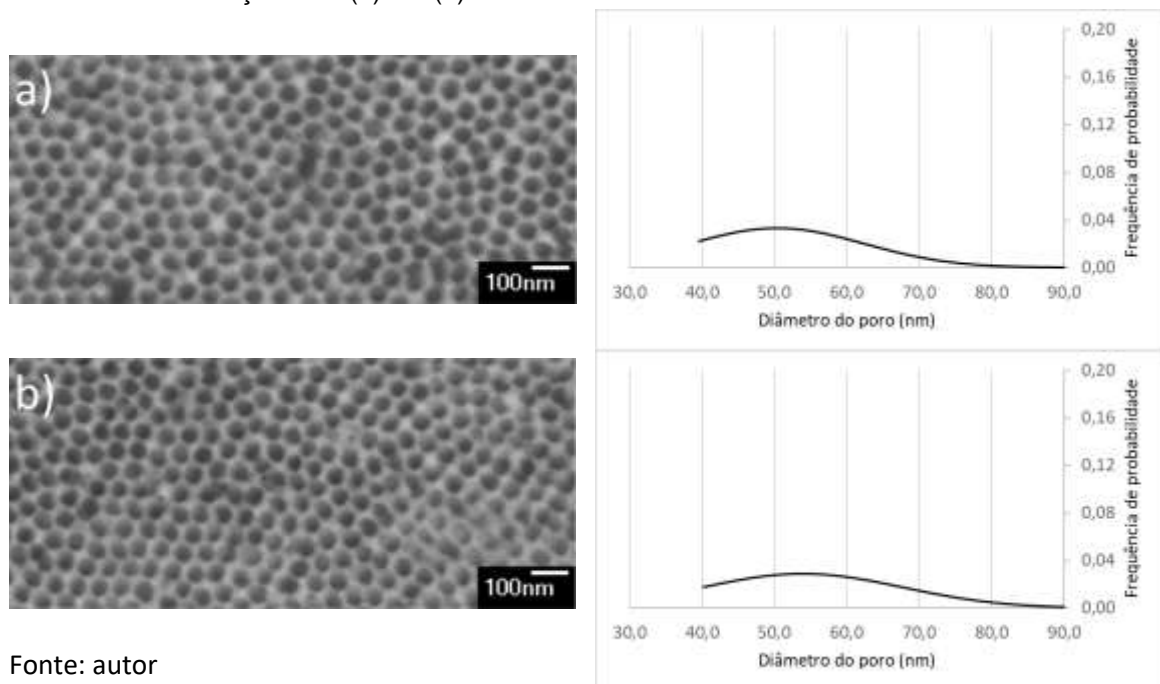 a)
100nm
0,20
0,16
0,12
0,08
0,04
0,00
Frequência de probabilidade
30,0 40,0 50,0 60,0 70,0 80,0 90,0
Diâmetro do poro (nm)
b)
100nm
0,20
0,16
0,12
0,08
0,04
0,00
Frequência de probabilidade
30,0 40,0 50,0 60,0 70,0 80,0 90,0
Diâmetro do poro (nm)
Fonte: autor